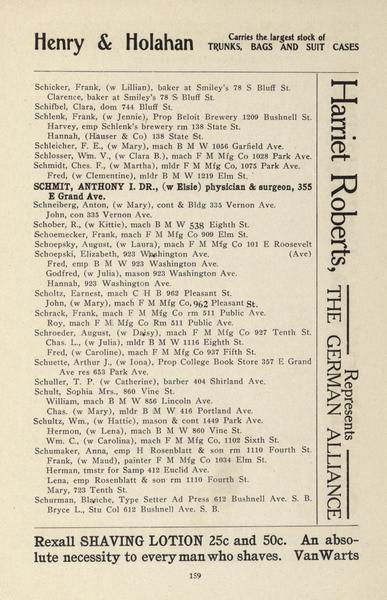 Henry & Holahan
Carries the largest stock of
TRUNKS, BAGS AND SUIT CASES
Schicker, Frank, (w Lillian), baker at Smiley's 78 S Bluff St.
Clarence, baker at Smiley's 78 S Bluff St.
Schifbel, Clara, dom 744 Bluff St.
Schlenk, Frank, (w Jennie), Prop Beloit Brewery 1209 Bushnell St.
Harvey, emp Schlenk's brewery rm 138 State St.
Hannah, (Hauser & Co) 138 State St.
Schleicher, F. E., (w Mary), mach B M W 1056 Garfield Ave.
Schlosser, Wm. V., (w Clara B.), mach F M Mfg Co 1028 Park Ave.
Schmidt, Ches. F., (w Martha), mldr F M Mfg Co, 1075 Park Ave.
Fred, (w Clementine), mldr B M W 1219 Elm St.
SCHMIT, ANTHONY I. DR., (w Elsie) physician & surgeon, 355
E Grand Ave.
Schneiberg, Anton, (w Mary), cont & Bldg 335 Vernon Ave.
John, con 335 Vernon Ave.
Schober, R., (w Kittie), mach B M W 538 Eighth St.
Schoemecker, Frank, mach F M Mfg Co 909 Elm St.
Schoepsky, August, (w Laura), mach F M Mfg Co 101 E Roosevelt
Schoepski, Elizabeth, 923 Washington Ave. (Ave)
Fred, emp B M W 923 Washington Ave.
Godfred, (w Julia), mason 923 Washington Ave.
Hannah, 923 Washington Ave.
Scholtz, Earnest, mach C H B 962 Pleasant St.
John, (w Mary), mach F M Mfg Co, 962 Pleasant St.
Schrack, Frank, mach F M Mfg Co rm 511 Public Ave.
Roy, mach F M Mfg Co Rm 511 Public Ave.
Schroeder, August, (w Daisy), mach F M Mfg Co 927 Tenth St.
Chas. L., (w Julia), mldr B M W 1116 Eighth St.
Fred, (w Caroline), mach F M Mfg Co 937 Fifth St.
Schuette, Arthur J., (w Iona), Prop College Book Store 357 E Grand
Ave res 653 Park Ave.
Schuller, T. P. (w Catherine), barber 404 Shirland Ave.
Schult, Sophia Mrs., 860 Vine St.
William, mach B M W 856 Lincoln Ave.
Chas. (w Mary), mldr B M W 416 Portland Ave.
Schultz, Wm., (w Hattie), mason & cont 1449 Park Ave.
Hermon, (w Lena), mach B M W 860 Vine St.
Wm. C., (w Carolina), mach F M Mfg Co, 1102 Sixth St.
Schumaker, Anna, emp H Rosenblatt & son rm 1110 Fourth St.
Frank, (w Maud), painter F M Mfg Co 1034 Elm St.
Herman, tmstr for Samp 412 Euclid Ave.
Lena, emp Rosenblatt & son rm 1110 Fourth St.
Mary, 723 Tenth St.
Schurman, Blanche, Type Setter Ad Press 612 Bushnell Ave. S. B.
Bryce L., Stu Col 612 Bushnell Ave. S. B.
Harriet Roberts, Represents
THE GERMAN ALLIANCE
Rexall SHAVING LOTION 25c and 50c. An abso-
lute necessity to every man who shaves. VanWarts
159